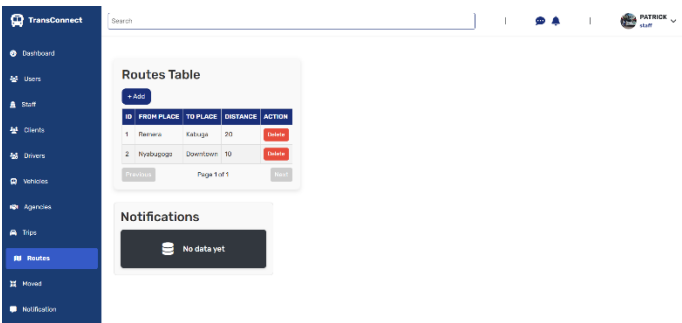 TransConnect
Search
PATRICK
staff
Dashboard
Users
Staff
Clients
Drivers
Vehicles
Agencies
Trips
Routes
Moved
Notification
Routes Table
+ Add
ID FROM PLACE TO PLACE DISTANCE ACTION
1 Remera Kabuga 20 Delete
2 Nyabugogo Downtown 10 Delete
Previous Page 1 of 1 Next
Notifications
No data yet